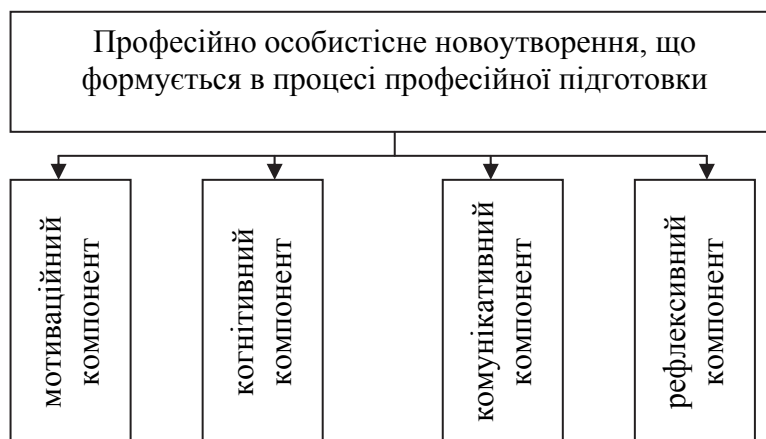 Професійно особистісне новоутворення, що
формується в процесі професійної підготовки
мотиваційний
компонент
когнітивний
компонент
комунікативний
компонент
рефлексивний
компонент